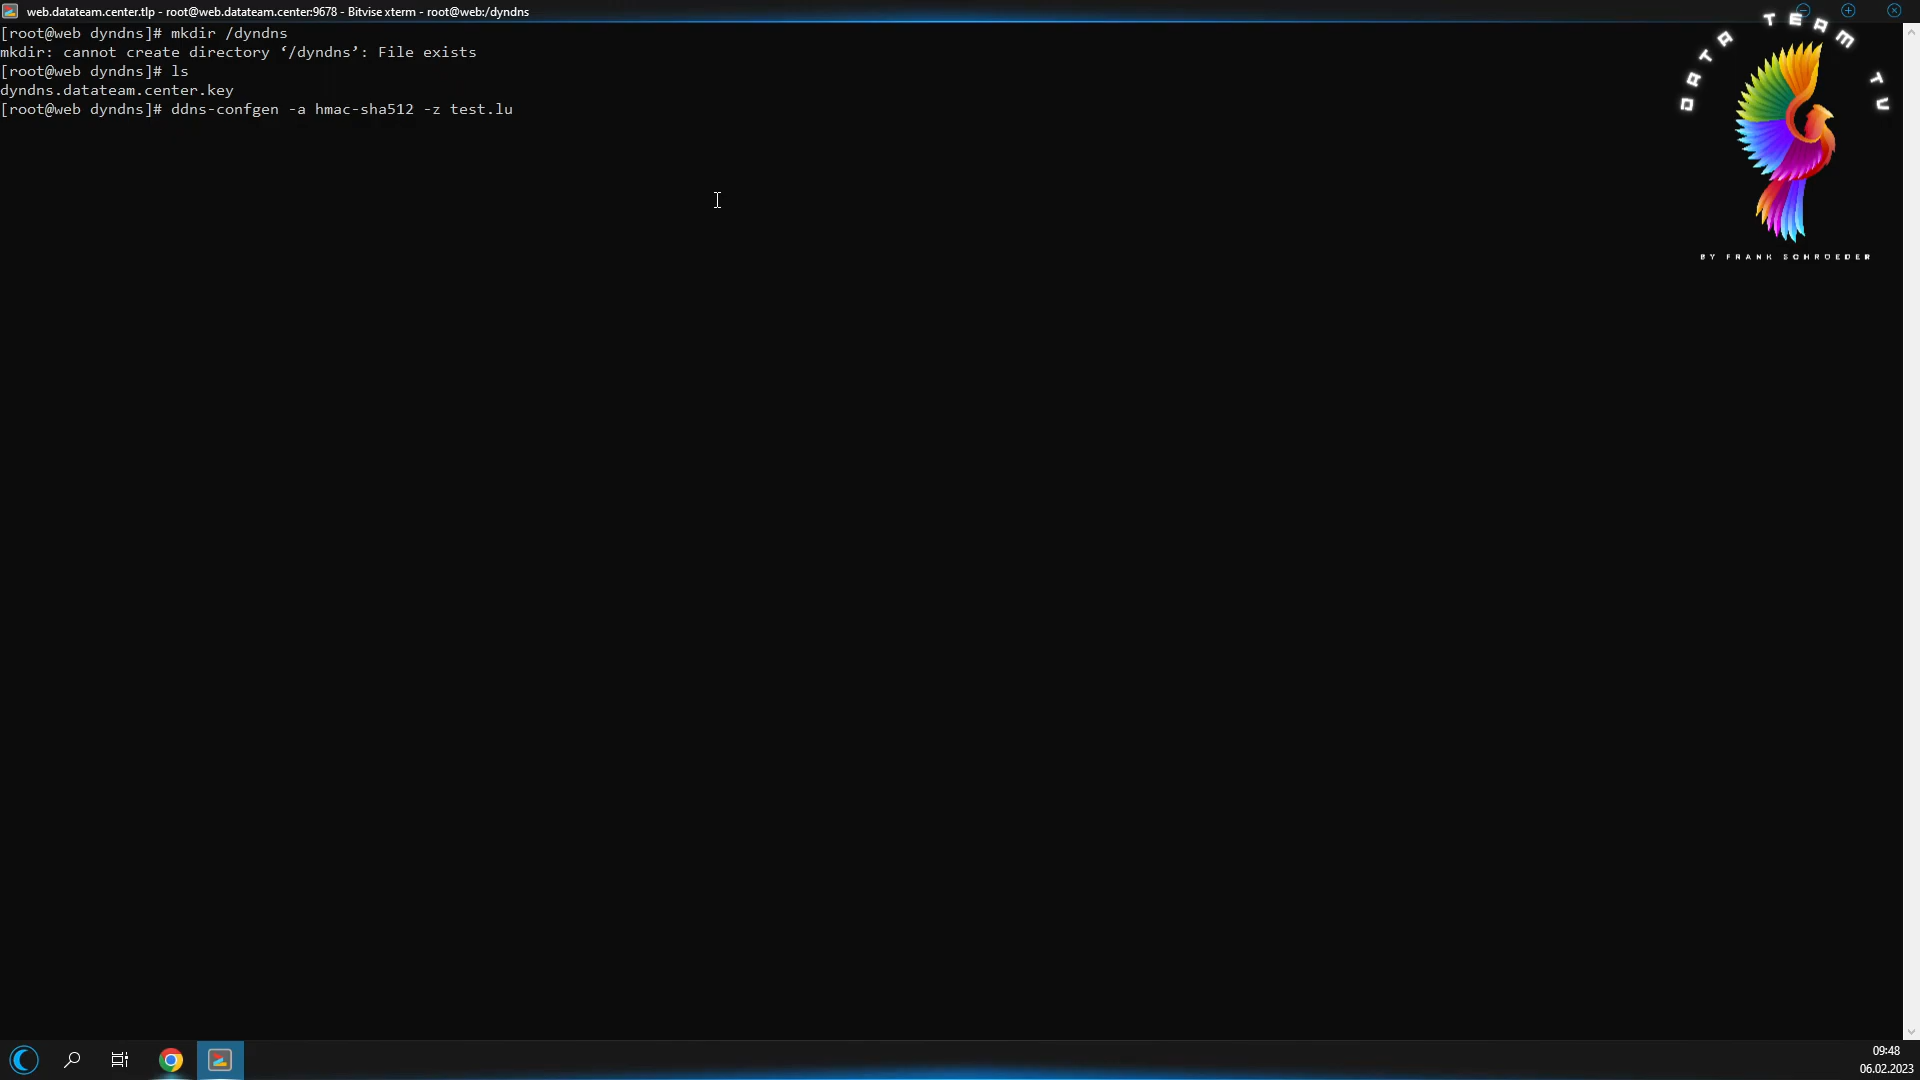 web.datateam.center.tlp - root@web.datateam.center:9678 - Bitvise xterm - root@web:/dyndns
[root@web dyndns]# mkdir /dyndns
mkdir: cannot create directory ‘/dyndns’: File exists
[root@web dyndns]# ls
dyndns.datateam.center.key
[root@web dyndns]# ddns-confgen -a hmac-sha512 -z test.lu
DATA TEAM TV
BY FRANK SCHROEDER
09:48
06.02.2023